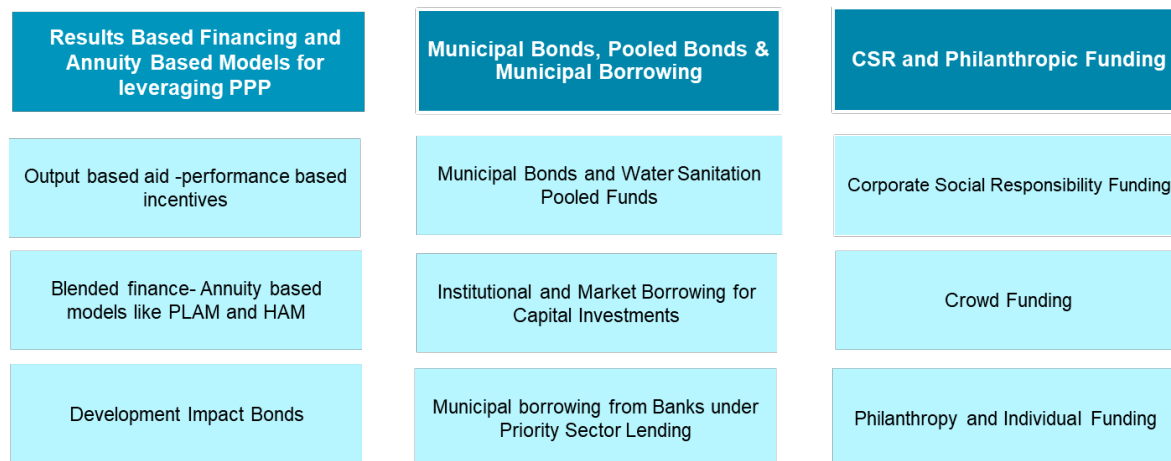 Results Based Financing and
Annuity Based Models for
leveraging PPP
Output based aid -performance based
incentives
Blended finance- Annuity based
models like PLAM and HAM
Development Impact Bonds
Municipal Bonds, Pooled Bonds &
Municipal Borrowing
Municipal Bonds and Water Sanitation
Pooled Funds
Institutional and Market Borrowing for
Capital Investments
Municipal borrowing from Banks under
Priority Sector Lending
CSR and Philanthropic Funding
Corporate Social Responsibility Funding
Crowd Funding
Philanthropy and Individual Funding